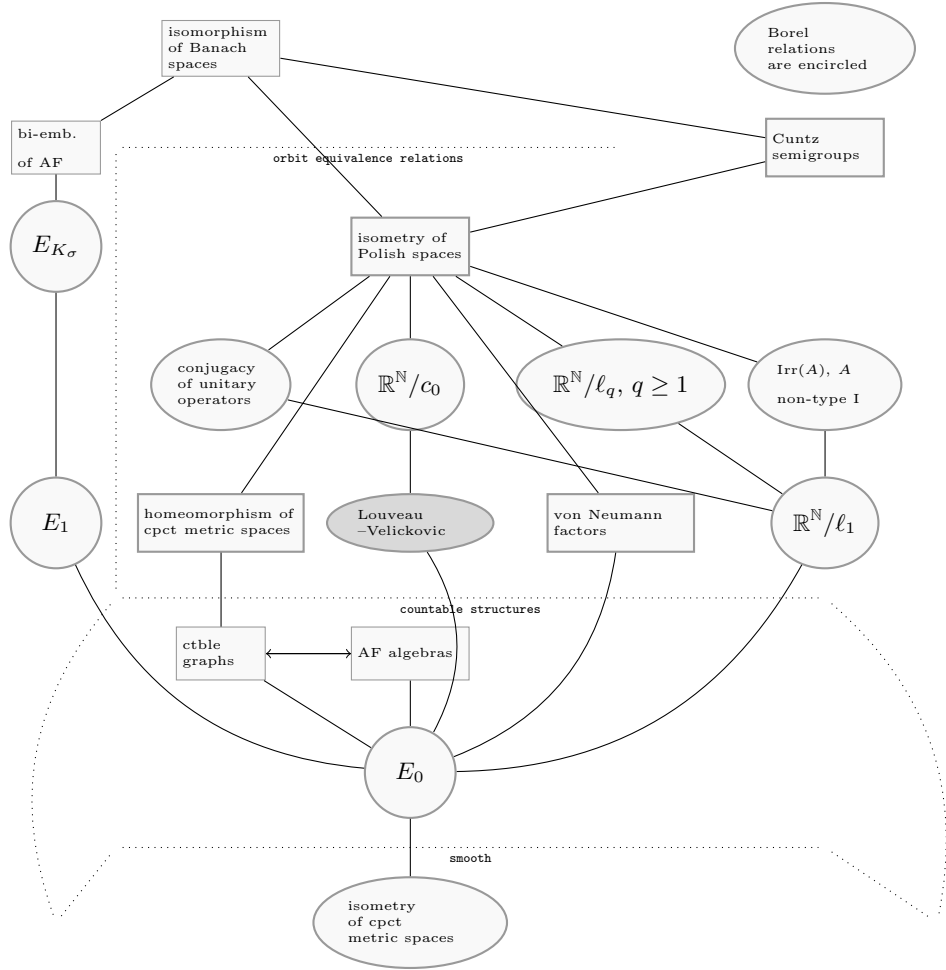 isomorphism
of Banach
spaces
Borel
relations
are encircled
bi-emb.
of AF
Cuntz
semigroups
orbit equivalence relations
E_{K_σ}
isometry of
Polish spaces
conjugacy
of unitary
operators
ℝ^ℕ/c_0
ℝ^ℕ/ℓ_q, q ≥ 1
Irr(A), A
non-type I
E_1
homeomorphism of
cpct metric spaces
Louveau
–Velickovic
von Neumann
factors
ℝ^ℕ/ℓ_1
countable structures
ctble
graphs
AF algebras
E_0
smooth
isometry
of cpct
metric spaces